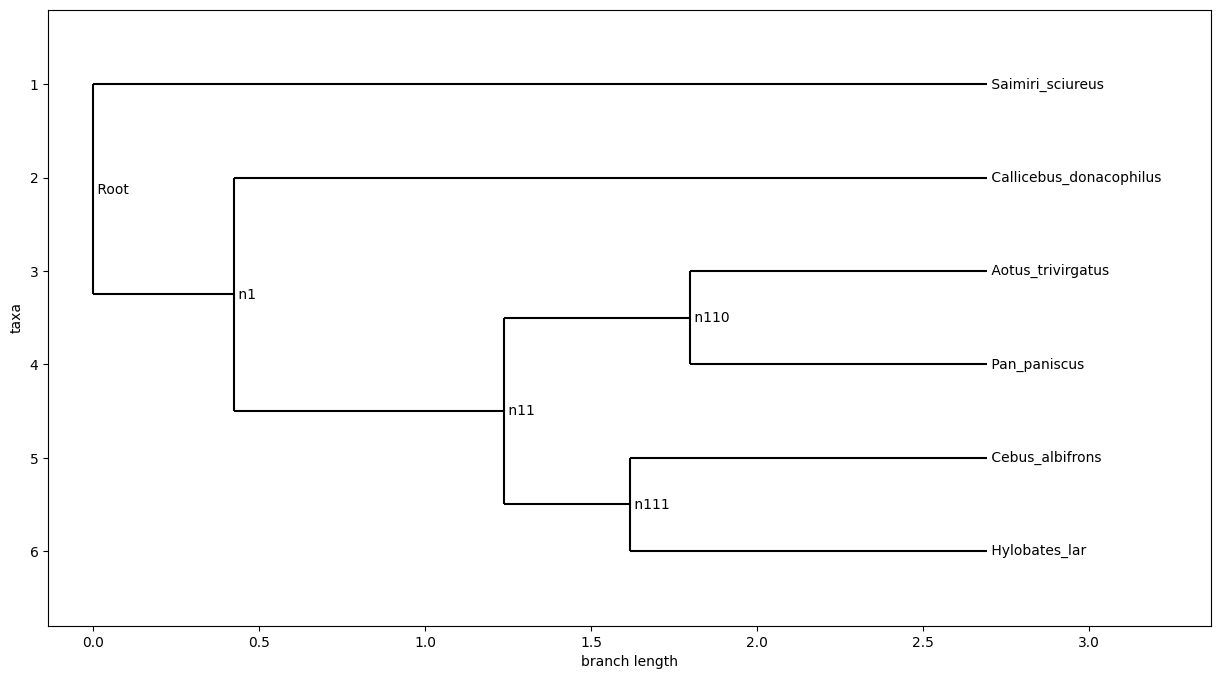 1
Saimiri_sciureus
2
Callicebus_donacophilus
Root
3
Aotus_trivirgatus
n1
n110
taxa
4
Pan_paniscus
n11
5
Cebus_albifrons
n111
6
Hylobates_lar
0.0 0.5 1.0 1.5 2.0 2.5 3.0
branch length